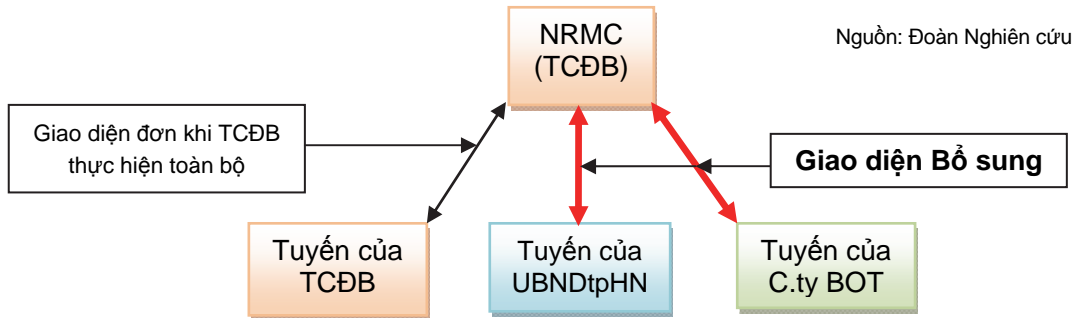 NRMC
(TCĐB)
Nguồn: Đoàn Nghiên cứu
Giao diện đơn khi TCĐB
thực hiện toàn bộ
Giao diện Bổ sung
Tuyến của
TCĐB
Tuyến của
UBNDtpHN
Tuyến của
C.ty BOT